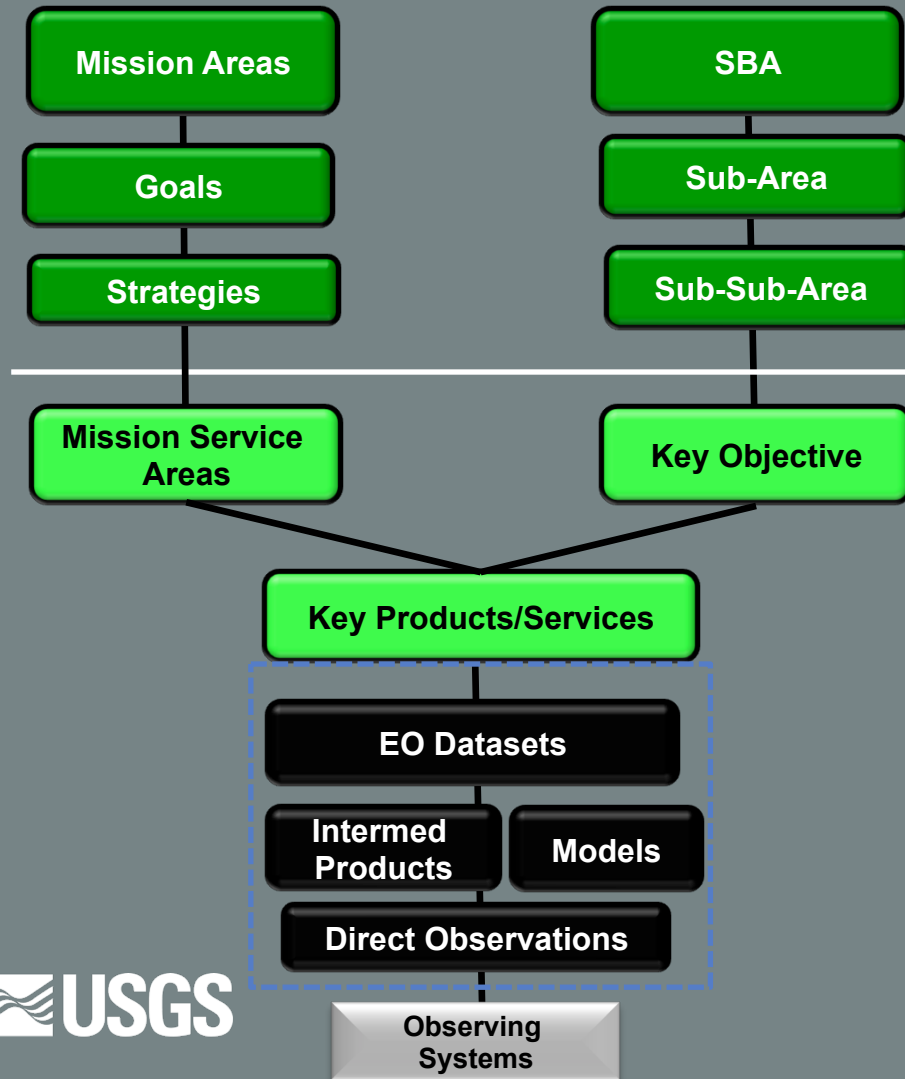 Mission Areas
SBA
Goals
Sub-Area
Strategies
Sub-Sub-Area
Mission Service
Areas
Key Objective
Key Products/Services
EO Datasets
Intermed
Products
Models
Direct Observations
USGS
Observing
Systems